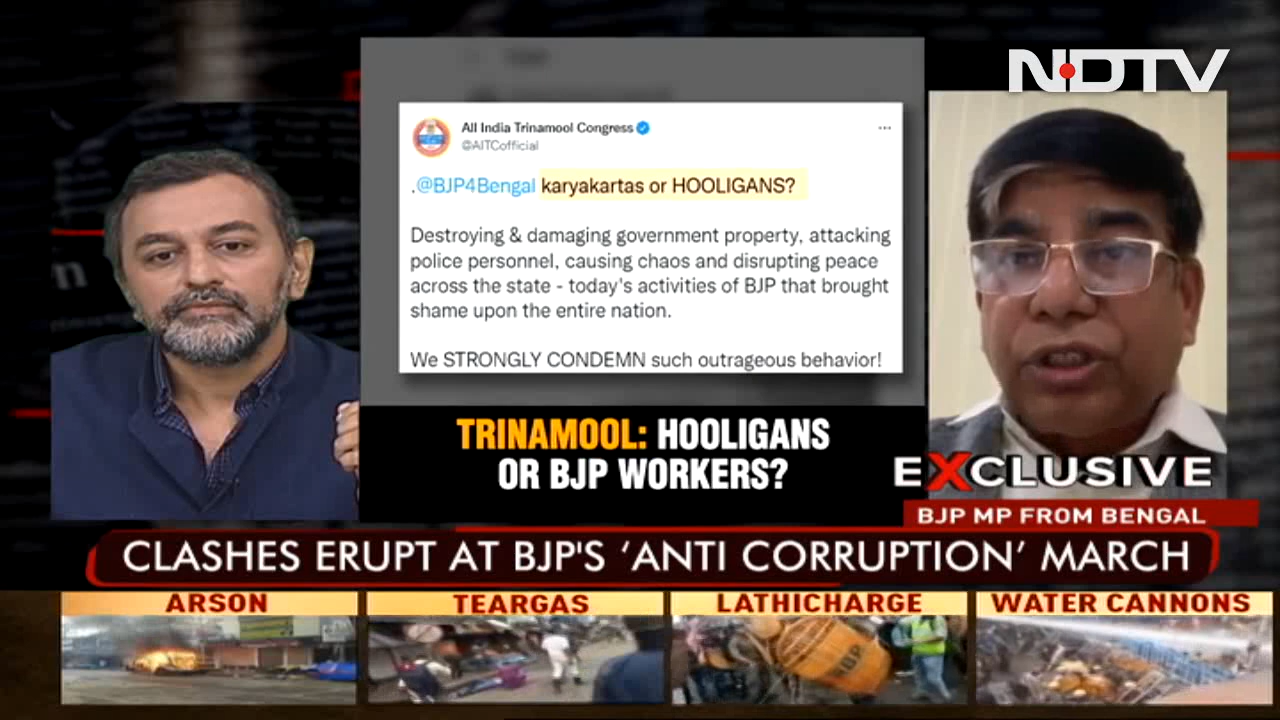 NDTV
All India Trinamool Congress
@AITCofficial
.@BJP4Bengal karyakartas or HOOLIGANS?
Destroying & damaging government property, attacking
police personnel, causing chaos and disrupting peace
across the state - today's activities of BJP that brought
shame upon the entire nation.
We STRONGLY CONDEMN such outrageous behavior!
TRINAMOOL: HOOLIGANS
OR BJP WORKERS?
EXCLUSIVE
BJP MP FROM BENGAL
CLASHES ERUPT AT BJP'S ‘ANTI CORRUPTION’ MARCH
ARSON
TEARGAS
LATHICHARGE
WATER CANNONS